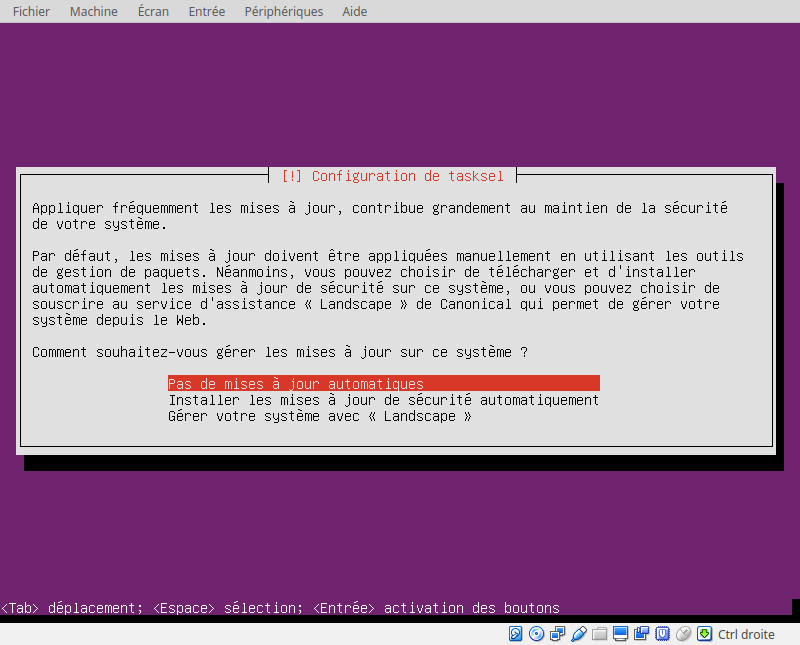 Fichier Machine Écran Entrée Périphériques Aide
[!] Configuration de tasksel
Appliquer fréquemment les mises à jour, contribue grandement au maintien de la sécurité
de votre système.
Par défaut, les mises à jour doivent être appliquées manuellement en utilisant les outils
de gestion de paquets. Néanmoins, vous pouvez choisir de télécharger et d'installer
automatiquement les mises à jour de sécurité sur ce système, ou vous pouvez choisir de
souscrire au service d'assistance « Landscape » de Canonical qui permet de gérer votre
système depuis le Web.
Comment souhaitez-vous gérer les mises à jour sur ce système ?
Pas de mises à jour automatiques
Installer les mises à jour de sécurité automatiquement
Gérer votre système avec « Landscape »
<Tab> déplacement; <Espace> sélection; <Entrée> activation des boutons
Ctrl droite